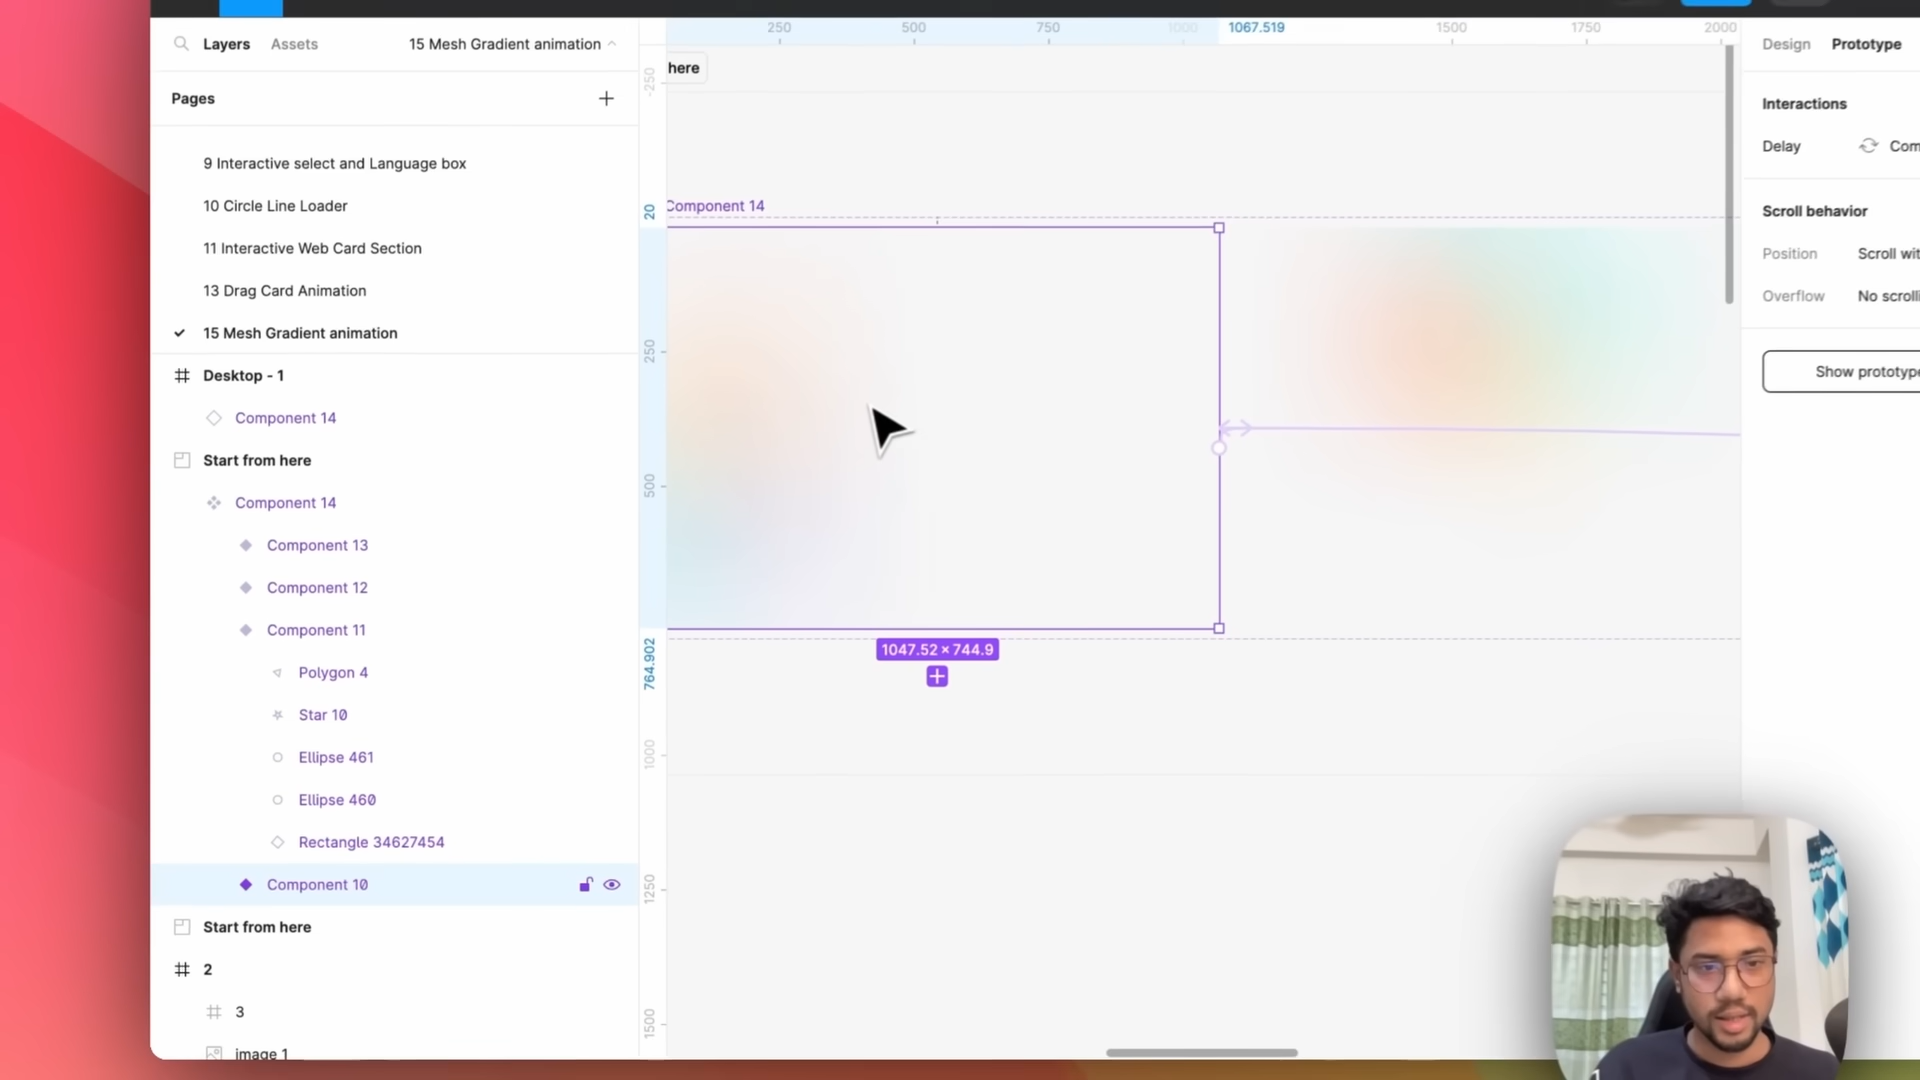 Layers
Assets
15 Mesh Gradient animation
Pages
9 Interactive select and Language box
10 Circle Line Loader
11 Interactive Web Card Section
13 Drag Card Animation
15 Mesh Gradient animation
Desktop - 1
Component 14
Start from here
Component 14
Component 13
Component 12
Component 11
Polygon 4
Star 10
Ellipse 461
Ellipse 460
Rectangle 34627454
Component 10
Start from here
2
3
image 1
250
500
750
1000
1067.519
1500
1750
2000
-250
20
250
500
764.902
1000
1250
1500
here
Component 14
1047.52 × 744.9
Design
Prototype
Interactions
Delay
Com
Scroll behavior
Position
Scroll wit
Overflow
No scrolli
Show prototype